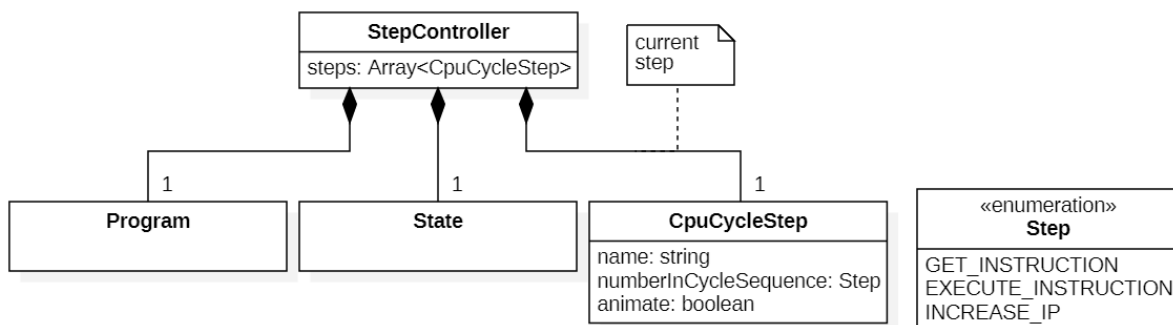 StepController
steps: Array<CpuCycleStep>
current
step
1
1
1
Program
State
CpuCycleStep
name: string
numberInCycleSequence: Step
animate: boolean
«enumeration»
Step
GET_INSTRUCTION
EXECUTE_INSTRUCTION
INCREASE_IP